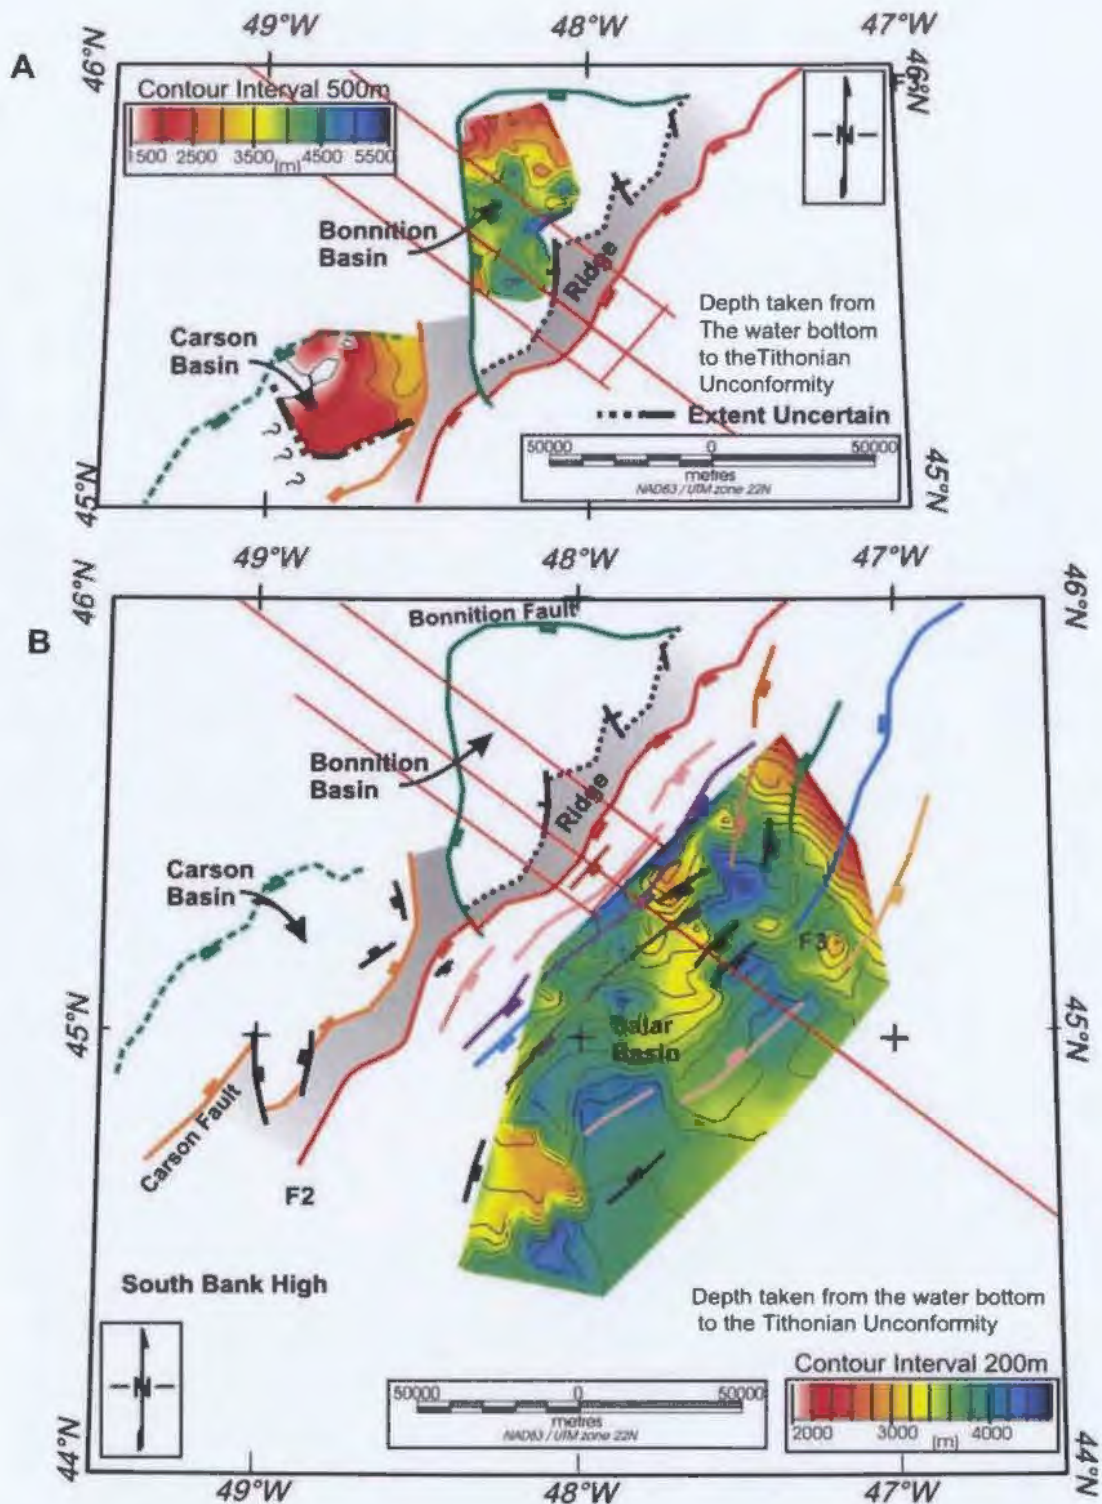 49°W 48°W 47°W
A
46°N
46°N
Contour Interval 500m
1500 2500 3500 4500 5500
[m]
N
Bonnition
Basin
Ridge
Carson
Basin
Depth taken from
The water bottom
to theTithonian
Unconformity
Extent Uncertain
? ? ?
50000 0 50000
metres
NAD83 / UTM zone 22N
45°N
45°N
49°W 48°W 47°W
46°N
46°N
B
Bonnition Fault
Bonnition
Basin
Ridge
Carson
Basin
F3
45°N
45°N
Salar
Basin
Carson Fault
F2
South Bank High
Depth taken from the water bottom
to the Tithonian Unconformity
N
Contour Interval 200m
2000 3000 4000
[m]
50000 0 50000
metres
NAD83 / UTM zone 22N
44°N
44°N
49°W 48°W 47°W